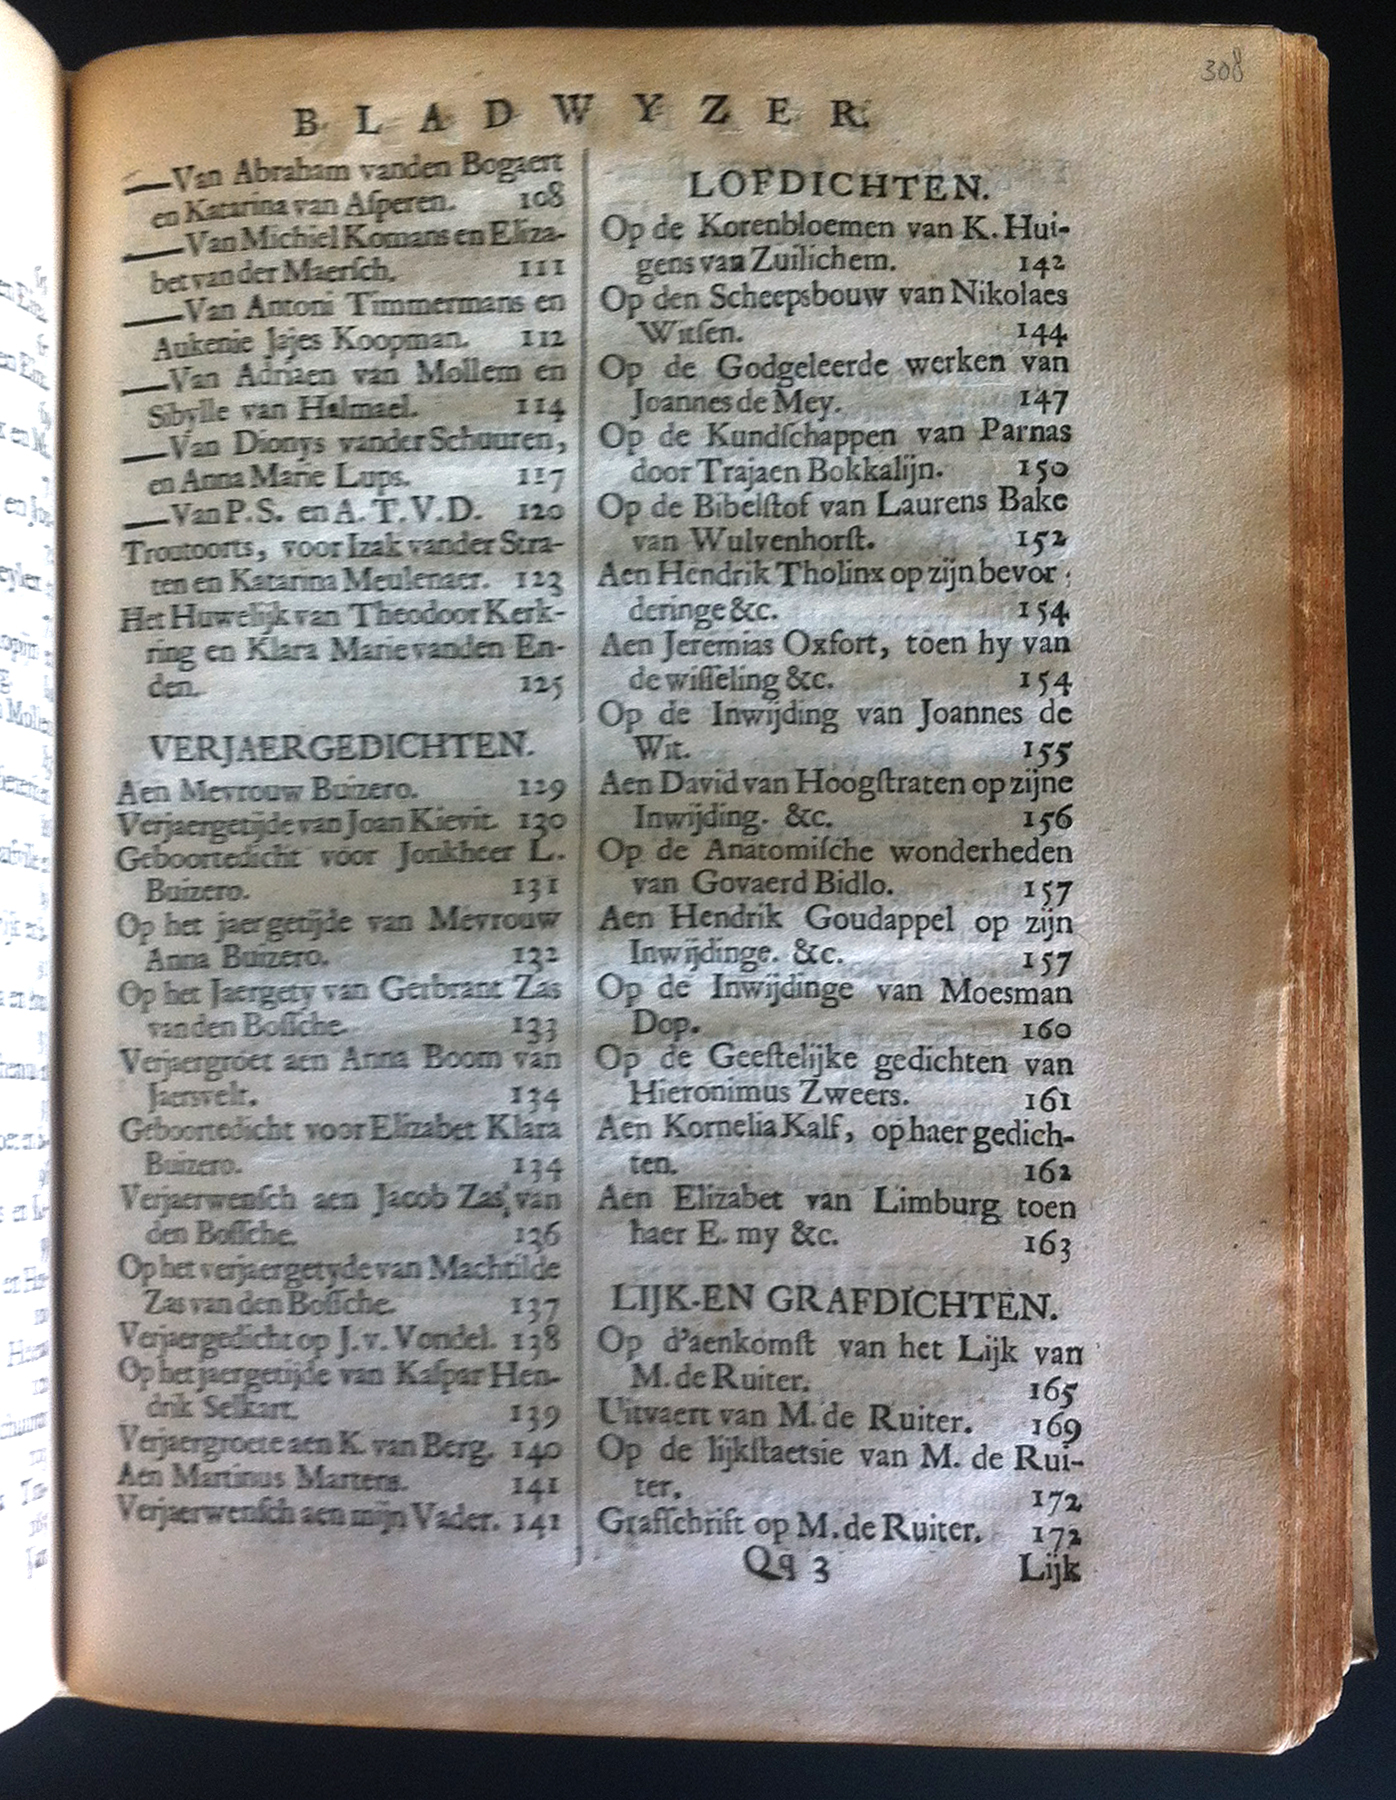 308
BLADWYZER.
——Van Abraham vanden Bogaert
en Katarina van Aſperen. 108
——Van Michiel Komans en Eliza-
bet van der Maerſch. 111
——Van Antoni Timmermans en
Aukenie Jajes Koopman. 112
——Van Adriaen van Mollem en
Sibylle van Halmael. 114
——Van Dionys vander Schuuren,
en Anna Marie Lups. 117
——Van P.S. en A.T.V.D. 120
Troutoorts, voor Izak vander Stra-
ten en Katarina Meulenaer. 123
Het Huwelijk van Theodoor Kerk-
ring en Klara Marie vanden En-
den. 125
VERJAERGEDICHTEN.
Aen Mevrouw Buizero. 129
Verjaergetijde van Joan Kievit. 130
Geboortedicht voor Jonkheer L.
Buizero. 131
Op het jaergetijde van Mevrouw
Anna Buizero. 132
Op het Jaergety van Gerbrant Zas
van den Boſſche. 133
Verjaergroet aen Anna Boom van
Jaersvelt. 134
Geboortedicht voor Elizabet Klara
Buizero. 134
Verjaerwenſch aen Jacob Zas, van
den Boſſche. 136
Op het verjaergetyde van Machtilde
Zas van den Boſſche. 137
Verjaergedicht op J. v. Vondel. 138
Op het jaergetijde van Kaſpar Hen-
drik Selkart. 139
Verjaergroete aen K. van Berg. 140
Aen Martinus Martens. 141
Verjaerwenſch aen mijn Vader. 141
LOFDICHTEN.
Op de Korenbloemen van K. Hui-
gens van Zuilichem. 142
Op den Scheepsbouw van Nikolaes
Witſen. 144
Op de Godgeleerde werken van
Joannes de Mey. 147
Op de Kundſchappen van Parnas
door Trajaen Bokkalijn. 150
Op de Bibelſtof van Laurens Bake
van Wulvenhorſt. 152
Aen Hendrik Tholinx op zijn bevor-
deringe &c. 154
Aen Jeremias Oxfort, toen hy van
de wiſſeling &c. 154
Op de Inwijding van Joannes de
Wit. 155
Aen David van Hoogſtraten op zijne
Inwijding. &c. 156
Op de Anatomiſche wonderheden
van Govaerd Bidlo. 157
Aen Hendrik Goudappel op zijn
Inwijdinge. &c. 157
Op de Inwijdinge van Moesman
Dop. 160
Op de Geeſtelijke gedichten van
Hieronimus Zweers. 161
Aen Kornelia Kalf, op haer gedich-
ten. 162
Aen Elizabet van Limburg toen
haer E. my &c. 163
LIJK-EN GRAFDICHTEN.
Op d'aenkomſt van het Lijk van
M. de Ruiter. 165
Uitvaert van M. de Ruiter. 169
Op de lijkſtaetsie van M. de Rui-
ter. 172
Grafſchrift op M. de Ruiter. 172
Qq 3 Lijk